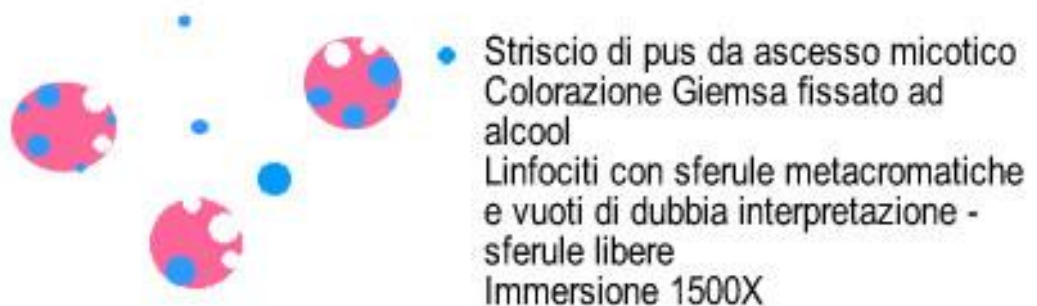 Striscio di pus da ascesso micotico
Colorazione Giemsa fissato ad
alcool
Linfociti con sferule metacromatiche
e vuoti di dubbia interpretazione -
sferule libere
Immersione 1500X